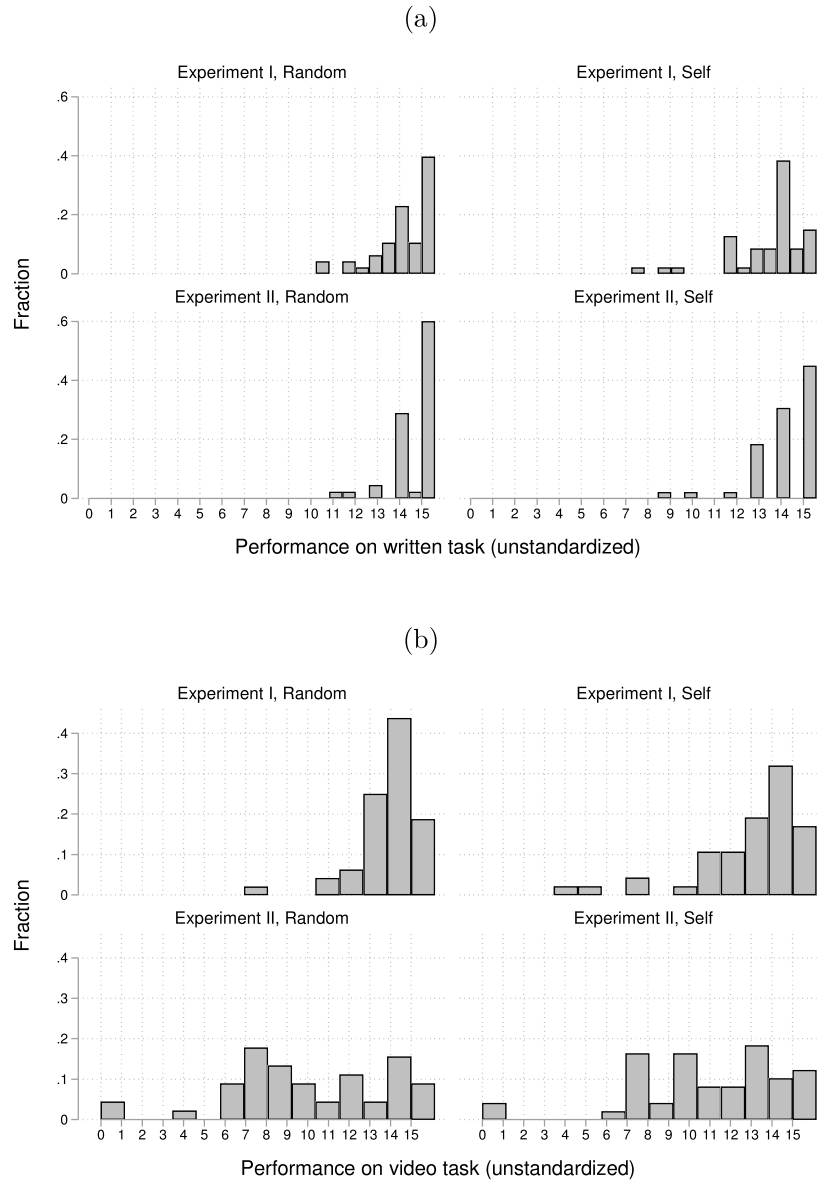 (a)
Experiment I, Random Experiment I, Self
.6
.4
.2
0
Experiment II, Random Experiment II, Self
.6
.4
.2
0
Fraction
0 1 2 3 4 5 6 7 8 9 10 11 12 13 14 15 0 1 2 3 4 5 6 7 8 9 10 11 12 13 14 15
Performance on written task (unstandardized)
(b)
Experiment I, Random Experiment I, Self
.4
.3
.2
.1
0
Experiment II, Random Experiment II, Self
.4
.3
.2
.1
0
Fraction
0 1 2 3 4 5 6 7 8 9 10 11 12 13 14 15 0 1 2 3 4 5 6 7 8 9 10 11 12 13 14 15
Performance on video task (unstandardized)